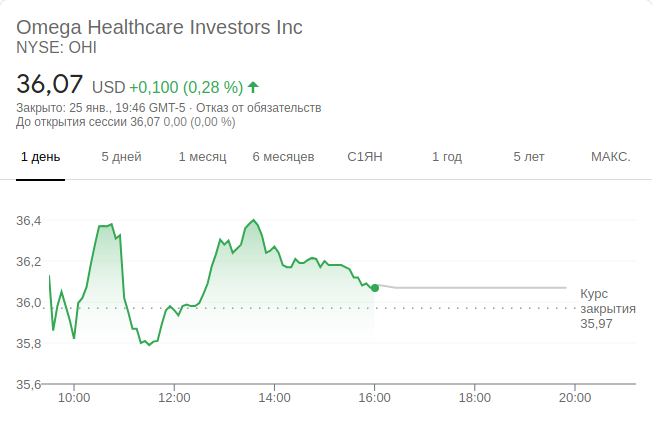 Omega Healthcare Investors Inc
NYSE: OHI
36,07 USD +0,100 (0,28 %)
Закрыто: 25 янв., 19:46 GMT-5 · Отказ от обязательств
До открытия сессии 36,07 0,00 (0,00 %)
1 день 5 дней 1 месяц 6 месяцев С1ЯН 1 год 5 лет МАКС.
36,4
36,2
36,0
35,8
35,6
Курс
закрытия
35,97
10:00 12:00 14:00 16:00 18:00 20:00